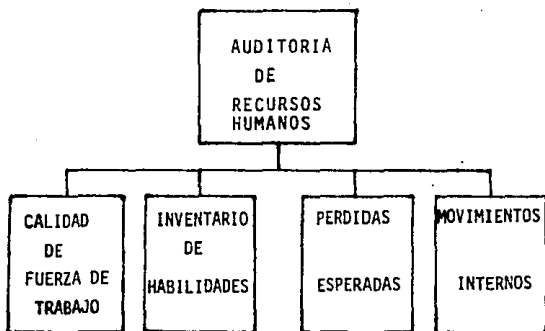 AUDITORIA
DE
RECURSOS
HUMANOS
CALIDAD
DE
FUERZA DE
TRABAJO
INVENTARIO
DE
HABILIDADES
PERDIDAS
ESPERADAS
MOVIMIENTOS
INTERNOS